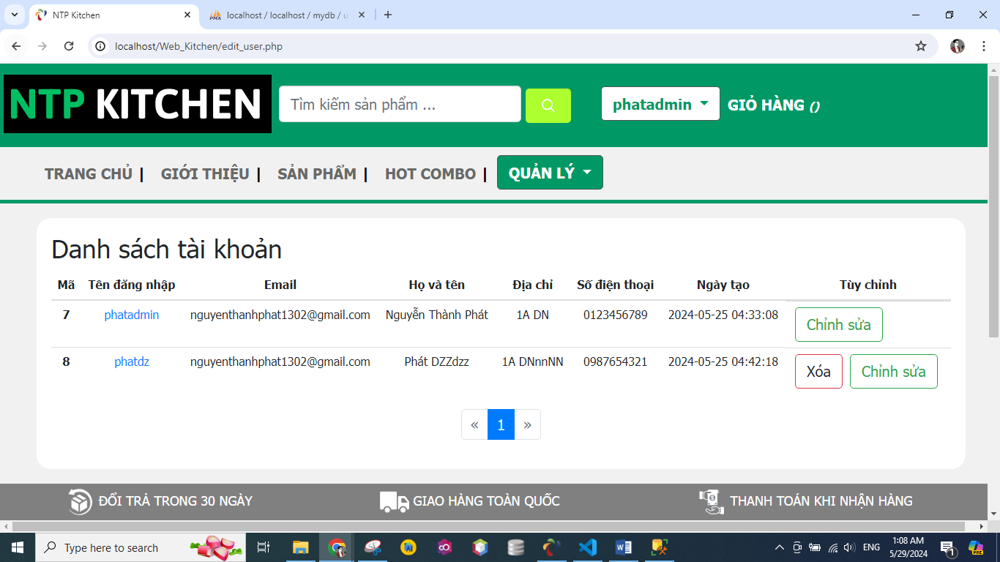 NTP Kitchen
localhost / localhost / mydb / u
localhost/Web_Kitchen/edit_user.php
NTP KITCHEN
Tìm kiếm sản phẩm ...
phatadmin
GIỎ HÀNG ()
TRANG CHỦ | GIỚI THIỆU | SẢN PHẨM | HOT COMBO | QUẢN LÝ
Danh sách tài khoản
Mã Tên đăng nhập Email Họ và tên Địa chỉ Số điện thoại Ngày tạo Tùy chỉnh
7 phatadmin nguyenthanhphat1302@gmail.com Nguyễn Thành Phát 1A DN 0123456789 2024-05-25 04:33:08 Chỉnh sửa
8 phatdz nguyenthanhphat1302@gmail.com Phát DZZdzz 1A DNnnNN 0987654321 2024-05-25 04:42:18 Xóa Chỉnh sửa
« 1 »
ĐỔI TRẢ TRONG 30 NGÀY
GIAO HÀNG TOÀN QUỐC
THANH TOÁN KHI NHẬN HÀNG
Type here to search
ENG
1:08 AM
5/29/2024
1
PRE